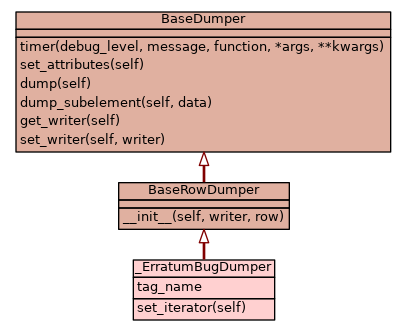 BaseDumper
timer(debug_level, message, function, *args, **kwargs)
set_attributes(self)
dump(self)
dump_subelement(self, data)
get_writer(self)
set_writer(self, writer)
BaseRowDumper
__init__(self, writer, row)
_ErratumBugDumper
tag_name
set_iterator(self)